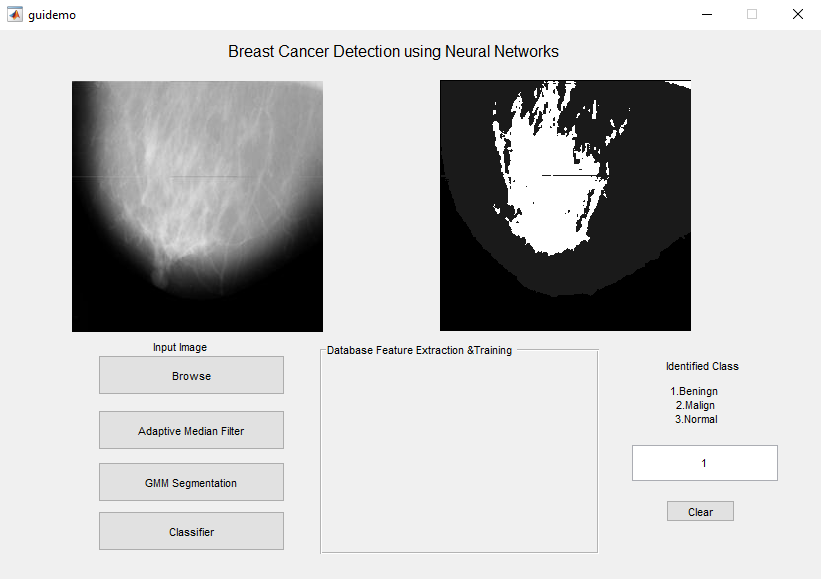 guidemo
Breast Cancer Detection using Neural Networks
Input Image
Browse
Adaptive Median Filter
GMM Segmentation
Classifier
Database Feature Extraction &Training
Identified Class
1.Beningn
2.Malign
3.Normal
1
Clear